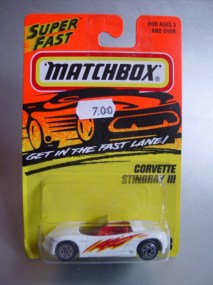 SUPER
FAST
FOR AGES 3
AND OVER
MATCHBOX®
7.00
GET IN THE FAST LANE!
CORVETTE
STINGRAY III